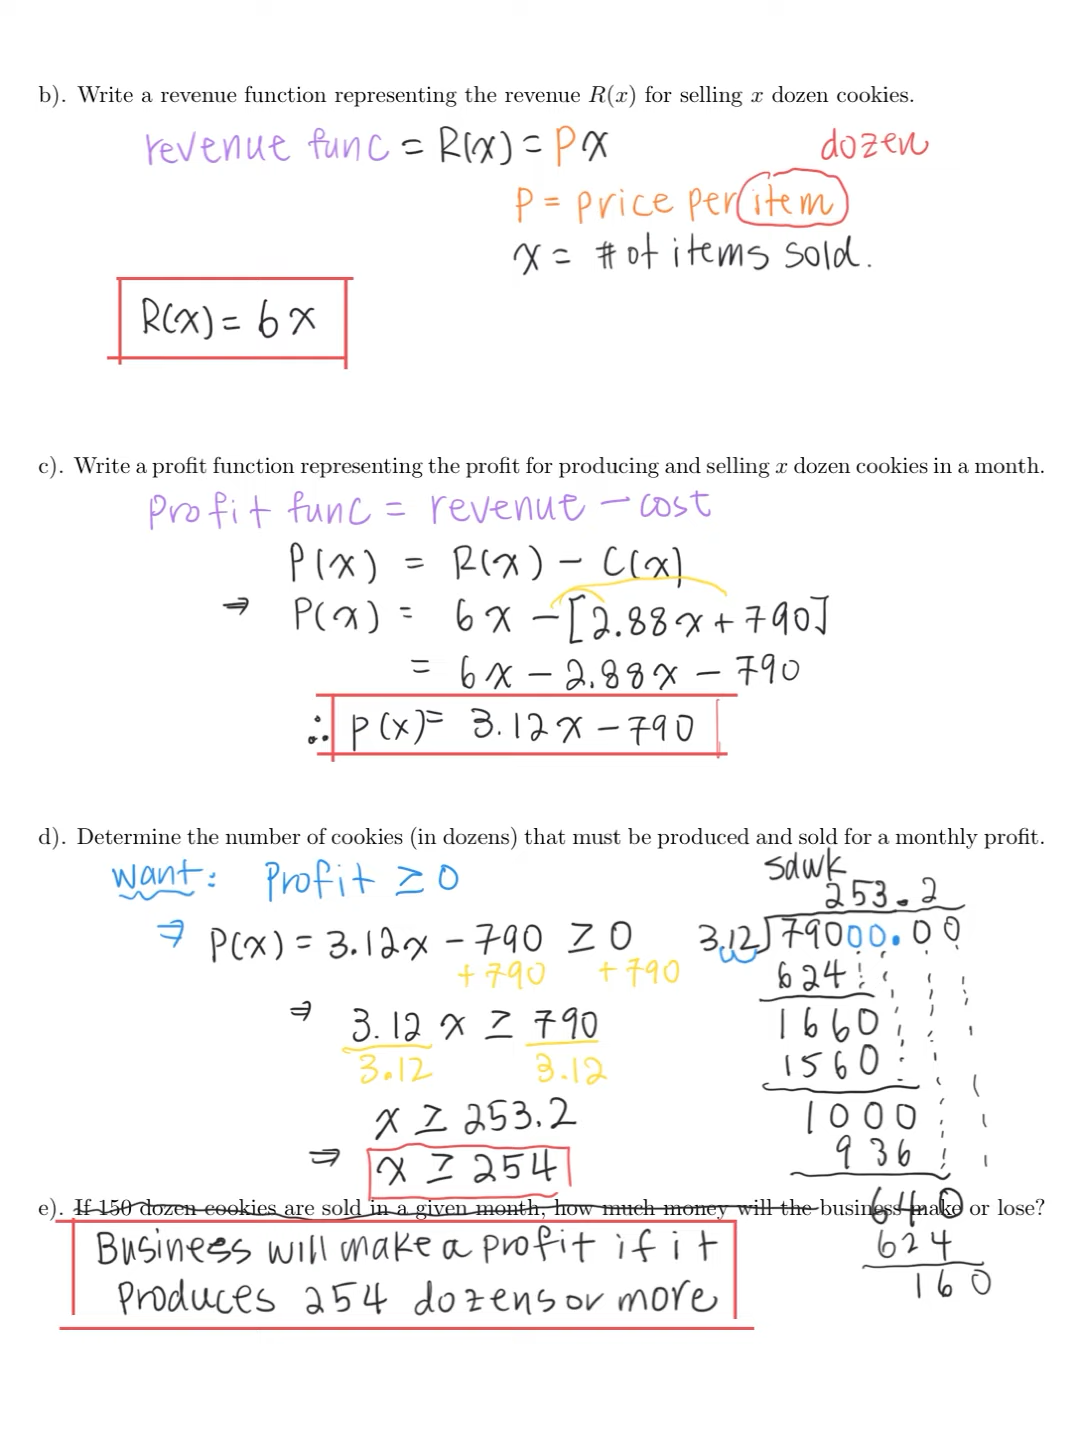 b). Write a revenue function representing the revenue R(x) for selling x dozen cookies.
revenue func = R(x) = Px
dozen
P = price per item
x = # of items sold.
R(x) = 6x
c). Write a profit function representing the profit for producing and selling x dozen cookies in a month.
Profit func = revenue - cost
P(x) = R(x) - C(x)
⇒ P(x) = 6x - [2.88x + 790]
= 6x - 2.88x - 790
∴ p(x) = 3.12x - 790
d). Determine the number of cookies (in dozens) that must be produced and sold for a monthly profit.
want: Profit ≥ 0
sdwk
253.2
⇒ P(x) = 3.12x - 790 ≥ 0
3.12)79000.00
+790 +790
624
⇒ 3.12x ≥ 790
1660
3.12 3.12
1560
x ≥ 253.2
1000
936
⇒ x ≥ 254
e). If 150 dozen cookies are sold in a given month, how much money will the business make or lose?
640
Business will make a profit if it
624
Produces 254 dozens or more
160